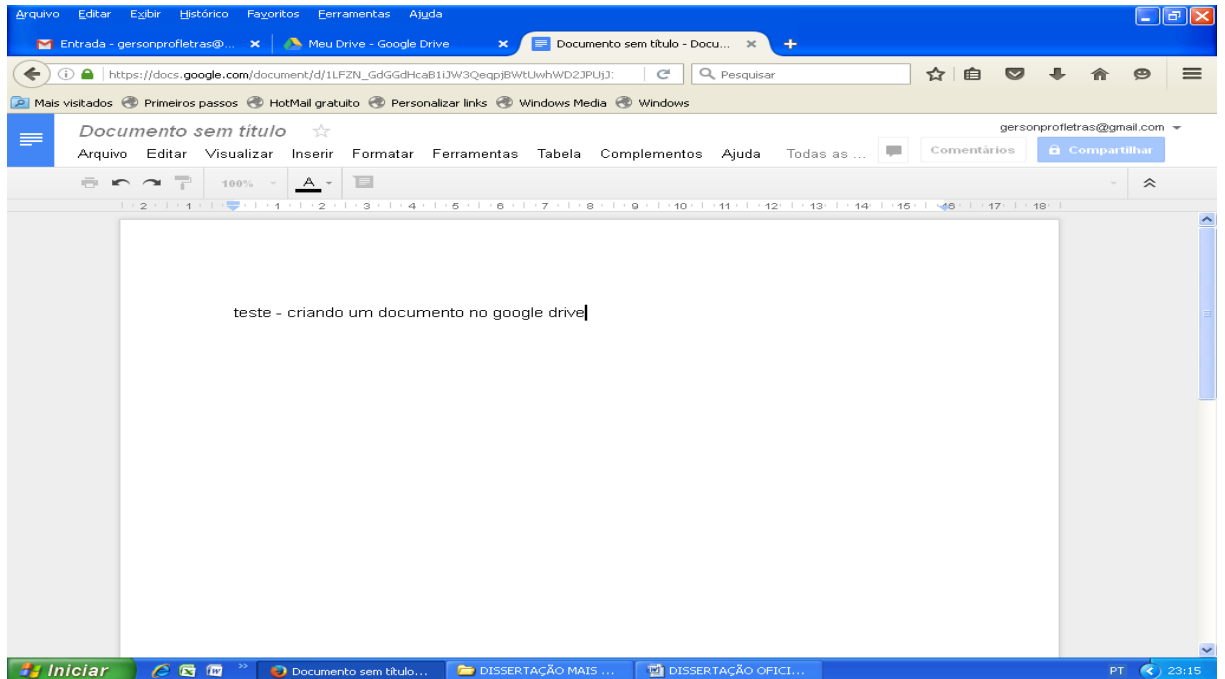 Arquivo Editar Exibir Histórico Favoritos Ferramentas Ajuda
Entrada - gersonprofletras@... Meu Drive - Google Drive Documento sem título - Docu...
https://docs.google.com/document/d/ Pesquisar
Mais visitados Primeiros passos HotMail gratuito Personalizar links Windows Media Windows
Documento sem título gersonprofletras@gmail.com
Arquivo Editar Visualizar Inserir Formatar Ferramentas Tabela Complementos Ajuda Todas as ... Comentários Compartilhar
100% A
2 1 1 2 3 4 5 6 7 8 9 10 11 12 13 14 15 16 17 18
teste - criando um documento no google drive
Iniciar Documento sem título... DISSERTAÇÃO MAIS ... DISSERTAÇÃO OFICI... PT 23:15